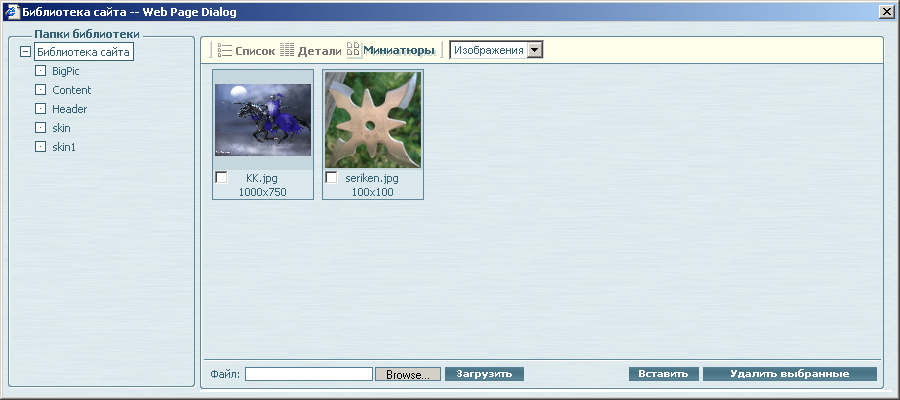 Библиотека сайта -- Web Page Dialog
Папки библиотеки
Библиотека сайта
BigPic
Content
Header
skin
skin1
Список Детали Миниатюры Изображения
KK.jpg
1000x750
seriken.jpg
100x100
Файл: Browse... Загрузить Вставить Удалить выбранные